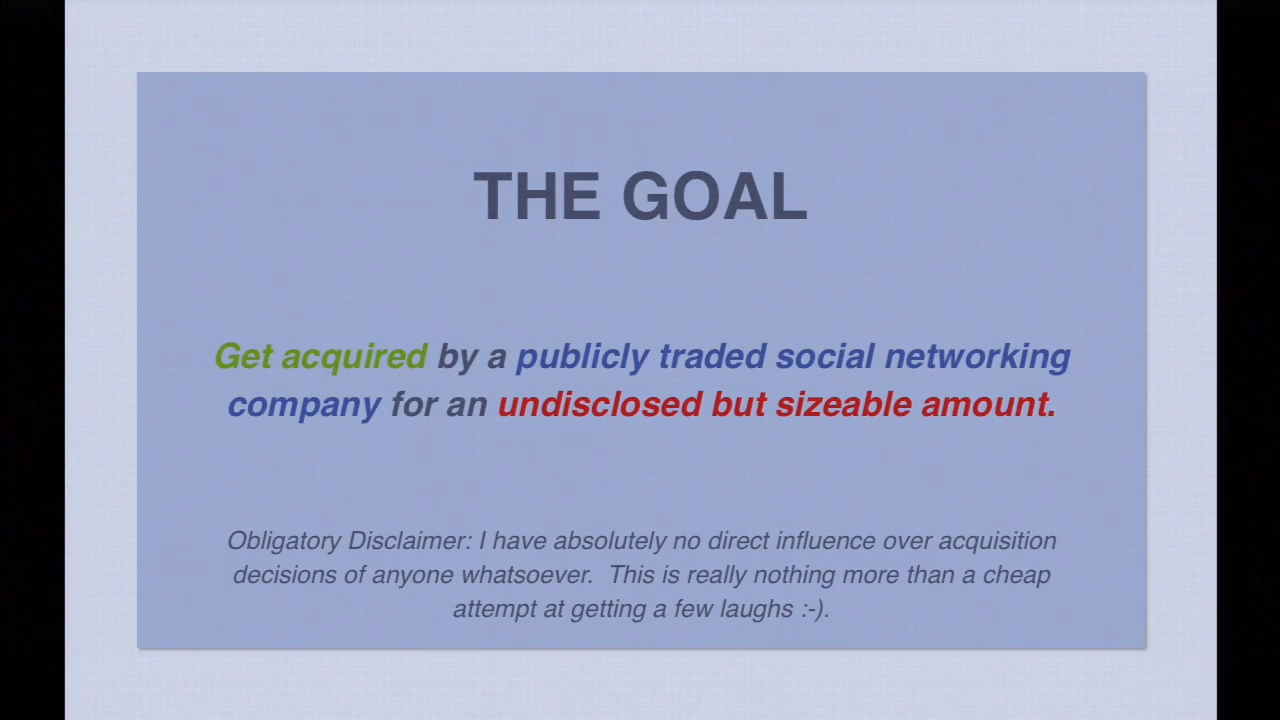 THE GOAL
Get acquired by a publicly traded social networking
company for an undisclosed but sizeable amount.
Obligatory Disclaimer: I have absolutely no direct influence over acquisition
decisions of anyone whatsoever.  This is really nothing more than a cheap
attempt at getting a few laughs :-).